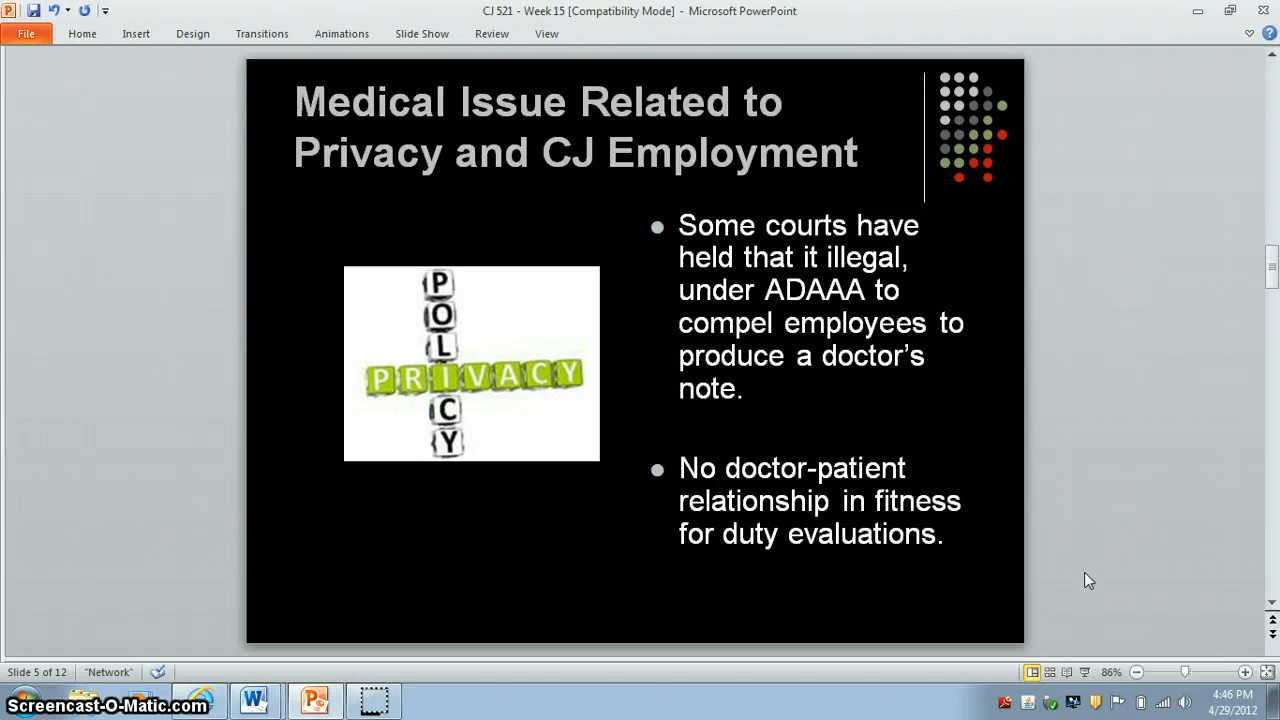 CJ 521 - Week 15 [Compatibility Mode] - Microsoft PowerPoint
File Home Insert Design Transitions Animations Slide Show Review View
Medical Issue Related to
Privacy and CJ Employment
Some courts have
held that it illegal,
under ADAAA to
compel employees to
produce a doctor’s
note.
No doctor-patient
relationship in fitness
for duty evaluations.
POLICY
PRIVACY
Slide 5 of 12 "Network" 86%
Screencast-O-Matic.com
4:46 PM
4/29/2012